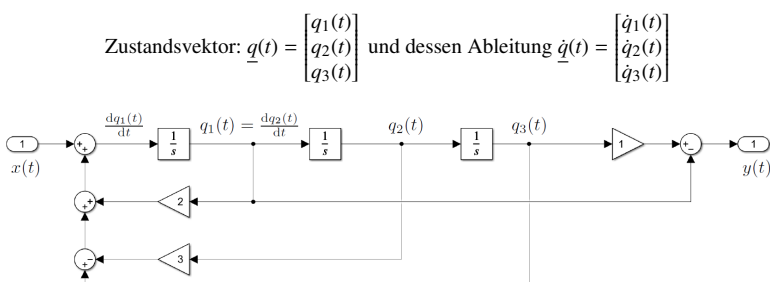 Zustandsvektor: q(t) = [q₁(t) q₂(t) q₃(t)] und dessen Ableitung q̇(t) = [q̇₁(t) q̇₂(t) q̇₃(t)]
dq₁(t)/dt q₁(t) = dq₂(t)/dt q₂(t) q₃(t)
1 + + 1/s 1/s 1/s 1 + − 1
x(t) y(t)
+ + 2
+ − 3